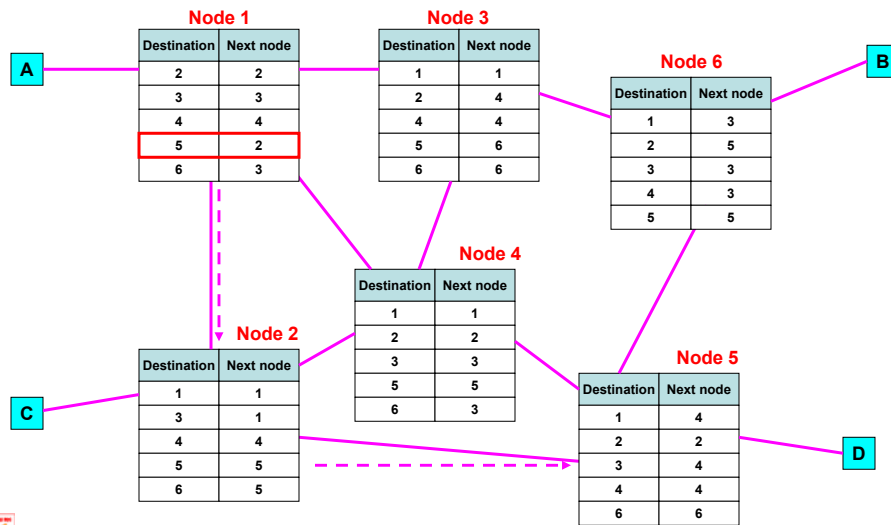 Node 1
Destination Next node
2 2
3 3
4 4
5 2
6 3
Node 3
Destination Next node
1 1
2 4
4 4
5 6
6 6
Node 6
Destination Next node
1 3
2 5
3 3
4 3
5 5
A
B
Node 4
Destination Next node
1 1
2 2
3 3
5 5
6 3
Node 2
Destination Next node
1 1
3 1
4 4
5 5
6 5
Node 5
Destination Next node
1 4
2 2
3 4
4 4
6 6
C
D